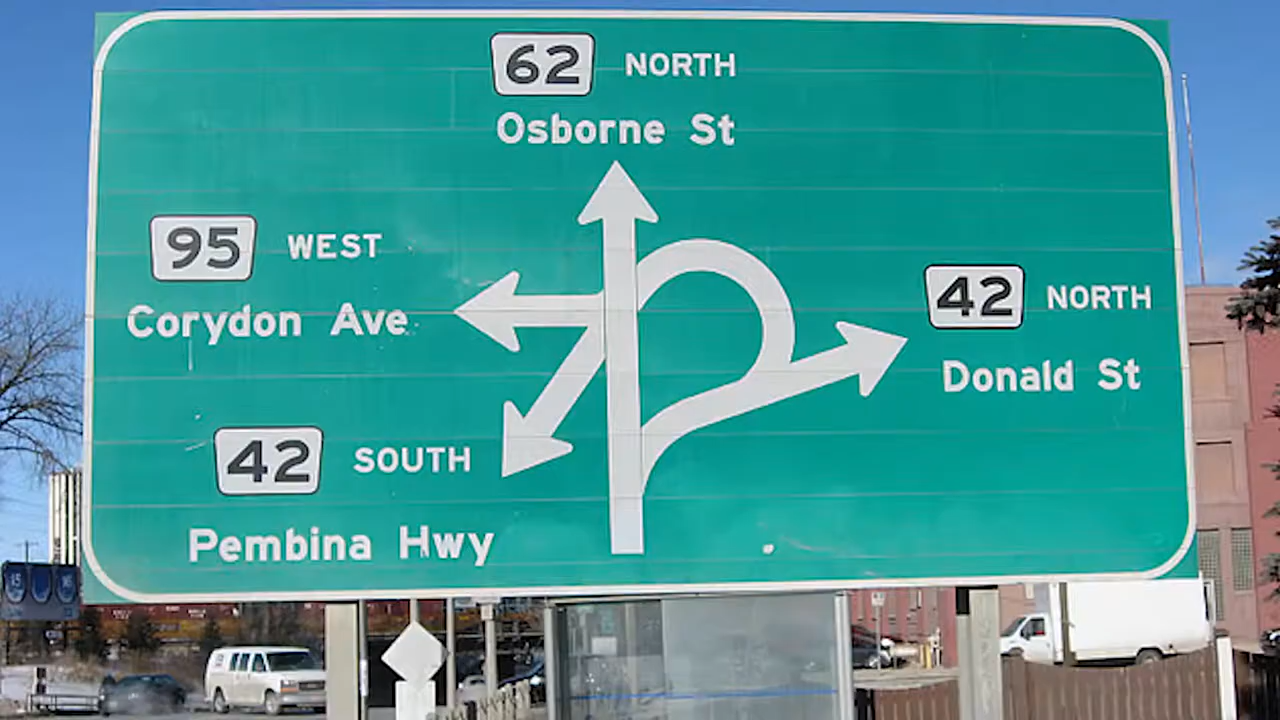 62 NORTH
Osborne St
95 WEST
Corydon Ave
42 NORTH
Donald St
42 SOUTH
Pembina Hwy